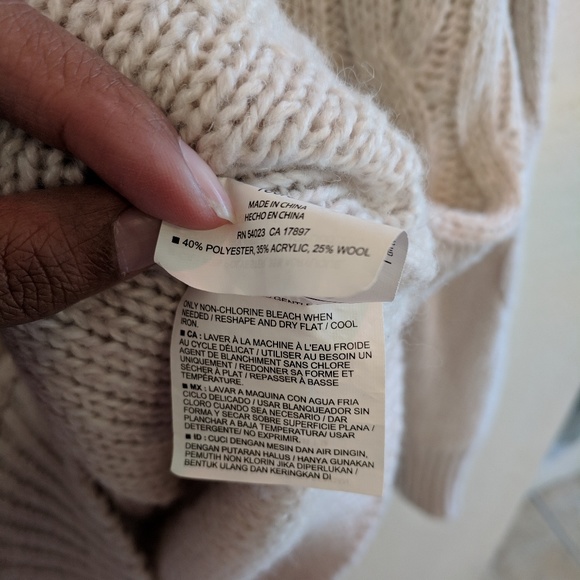 MADE IN CHINA
HECHO EN CHINA
RN 54023 CA 17897
■ 40% POLYESTER, 35% ACRYLIC, 25% WOOL
ONLY NON-CHLORINE BLEACH WHEN
NEEDED / RESHAPE AND DRY FLAT / COOL
IRON.
■ CA : LAVER À LA MACHINE À L'EAU FROIDE
AU CYCLE DÉLICAT / UTILISER AU BESOIN UN
AGENT DE BLANCHIMENT SANS CHLORE
UNIQUEMENT / REDONNER SA FORME ET
SÉCHER À PLAT / REPASSER À BASSE
TEMPÉRATURE.
■ MX : LAVAR A MAQUINA CON AGUA FRIA
CICLO DELICADO / USAR BLANQUEADOR SIN
CLORO CUANDO SEA NECESARIO / DAR
FORMA Y SECAR SOBRE SUPERFICIE PLANA /
PLANCHAR A BAJA TEMPERATURA/ USAR
DETERGENTE/ NO EXPRIMIR.
■ ID : CUCI DENGAN MESIN DAN AIR DINGIN,
DENGAN PUTARAN HALUS / HANYA GUNAKAN
PEMUTIH NON KLORIN JIKA DIPERLUKAN /
BENTUK ULANG DAN KERINGKAN DI